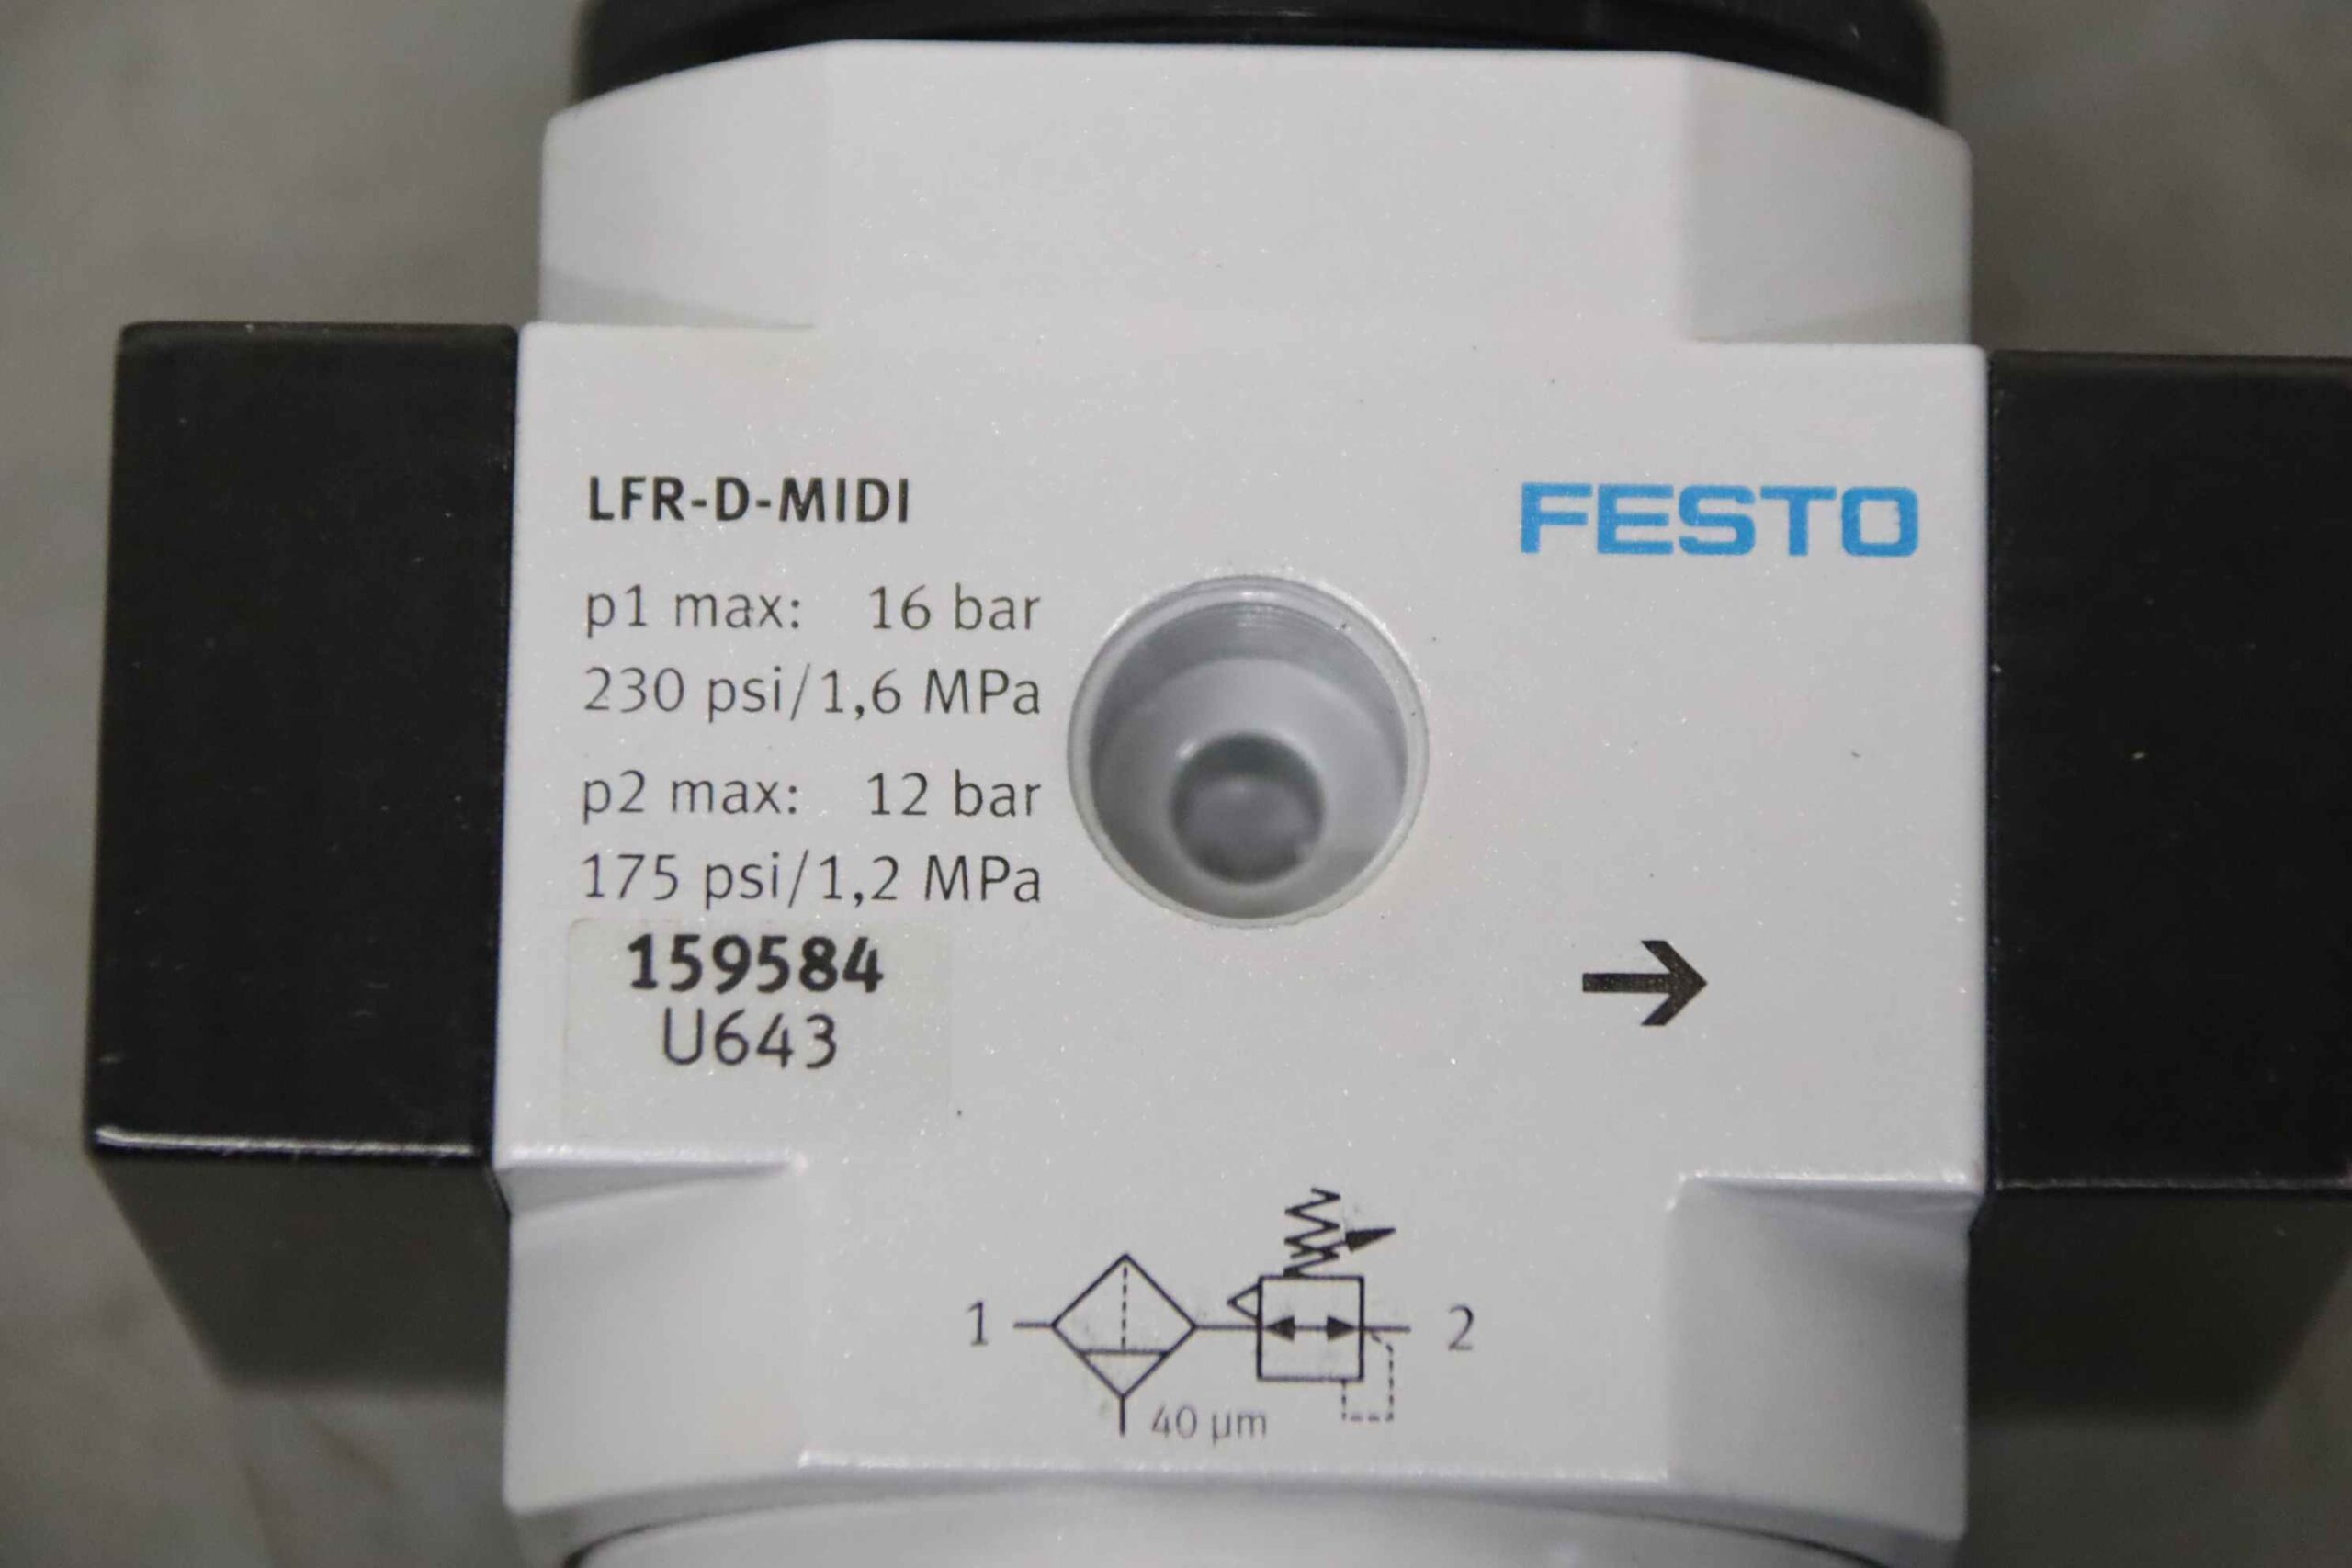 LFR-D-MIDI
FESTO
p1 max: 16 bar
230 psi/1,6 MPa
p2 max: 12 bar
175 psi/1,2 MPa
159584
U643
1
2
40 µm